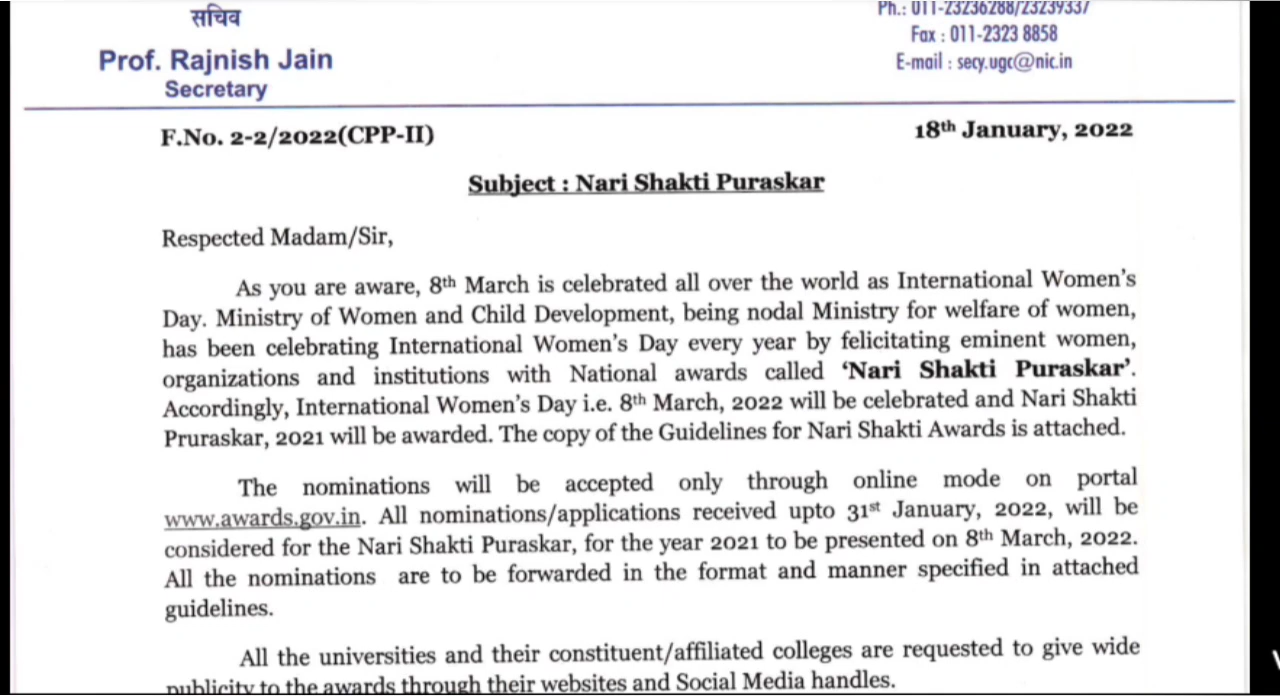 सचिव
Prof. Rajnish Jain
Secretary
Ph.: 011-23236288/23239337
Fax : 011-2323 8858
E-mail : secy.ugc@nic.in
F.No. 2-2/2022(CPP-II)
18th January, 2022
Subject : Nari Shakti Puraskar
Respected Madam/Sir,
As you are aware, 8th March is celebrated all over the world as International Women's
Day. Ministry of Women and Child Development, being nodal Ministry for welfare of women,
has been celebrating International Women's Day every year by felicitating eminent women,
organizations and institutions with National awards called 'Nari Shakti Puraskar'.
Accordingly, International Women's Day i.e. 8th March, 2022 will be celebrated and Nari Shakti
Pruraskar, 2021 will be awarded. The copy of the Guidelines for Nari Shakti Awards is attached.
The nominations will be accepted only through online mode on portal
www.awards.gov.in. All nominations/applications received upto 31st January, 2022, will be
considered for the Nari Shakti Puraskar, for the year 2021 to be presented on 8th March, 2022.
All the nominations are to be forwarded in the format and manner specified in attached
guidelines.
All the universities and their constituent/affiliated colleges are requested to give wide
publicity to the awards through their websites and Social Media handles.